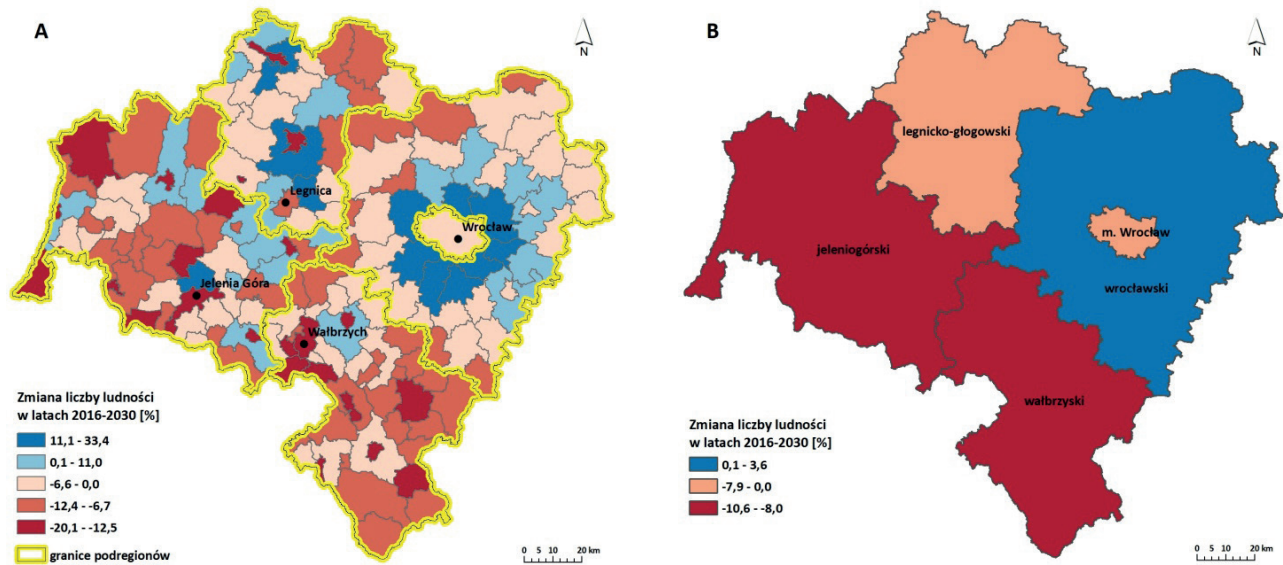 A
N
Legnica
Wrocław
Jelenia Góra
Wałbrzych
Zmiana liczby ludności
w latach 2016-2030 [%]
11,1 - 33,4
0,1 - 11,0
-6,6 - 0,0
-12,4 - -6,7
-20,1 - -12,5
granice podregionów
0 5 10 20 km
B
N
legnicko-głogowski
m. Wrocław
jeleniogórski
wrocławski
wałbrzyski
Zmiana liczby ludności
w latach 2016-2030 [%]
0,1 - 3,6
-7,9 - 0,0
-10,6 - -8,0
0 5 10 20 km